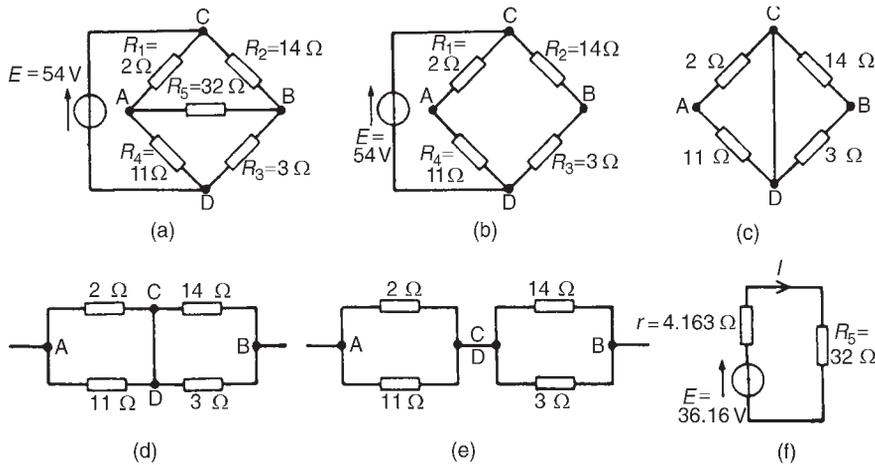 C
R₁=
2 Ω
R₂=14 Ω
E = 54 V
R₅=32 Ω
A
B
R₄=
11Ω
R₃=3 Ω
D
(a)
C
R₁=
2 Ω
R₂=14Ω
A
B
E=
54V
R₄=
11Ω
R₃=3 Ω
D
(b)
C
2 Ω
14 Ω
A
B
11 Ω
3 Ω
D
(c)
2 Ω
C
14 Ω
A
B
11 Ω
D
3 Ω
(d)
2 Ω
14 Ω
A
C
D
B
11 Ω
3 Ω
(e)
I
r=4.163 Ω
R₅=
32 Ω
E=
36.16 V
(f)